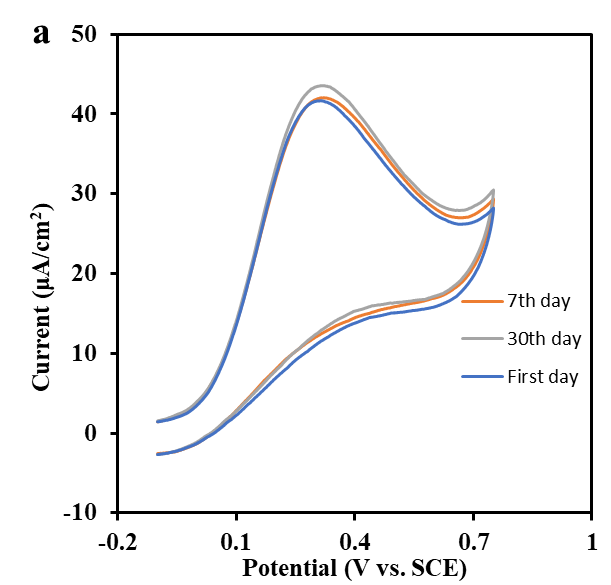 a
50
40
30
20
10
0
-10
Current (µA/cm²)
7th day
30th day
First day
-0.2 0.1 0.4 0.7 1
Potential (V vs. SCE)